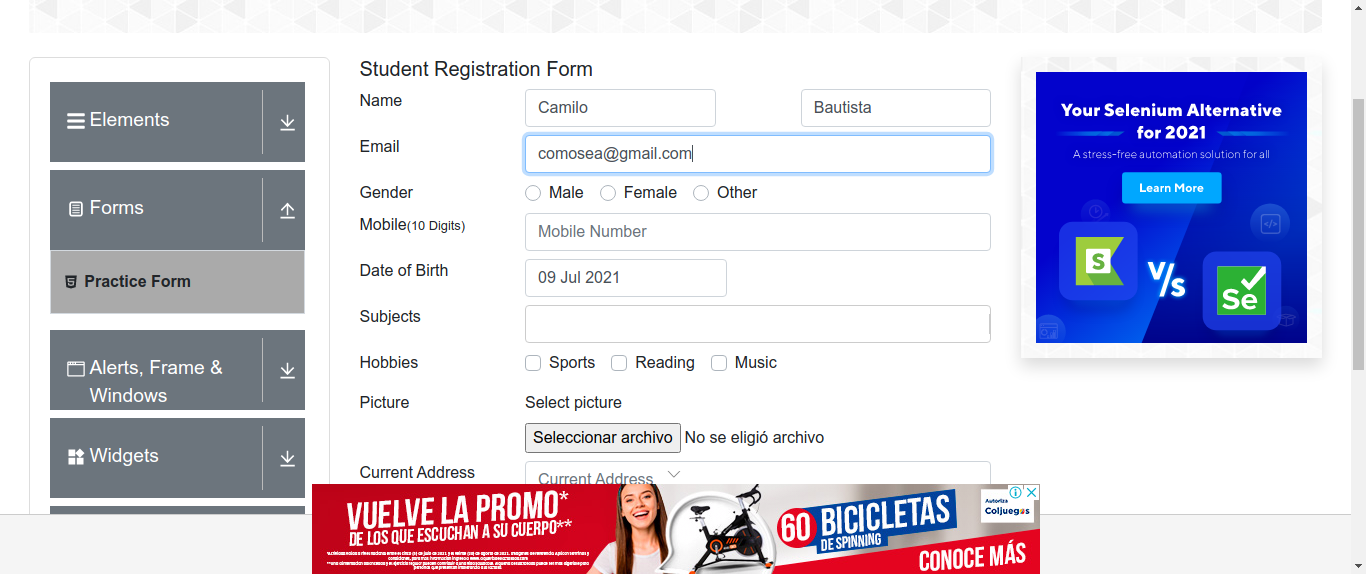 Elements
Forms
Practice Form
Alerts, Frame &
Windows
Widgets
Student Registration Form
Name
Camilo
Bautista
Email
comosea@gmail.com
Gender
Male Female Other
Mobile(10 Digits)
Mobile Number
Date of Birth
09 Jul 2021
Subjects
Hobbies
Sports Reading Music
Picture
Select picture
Seleccionar archivo No se eligió archivo
Current Address
Current Address
Your Selenium Alternative
for 2021
A stress-free automation solution for all
Learn More
S
V/s
Se
VUELVE LA PROMO*
DE LOS QUE ESCUCHAN A SU CUERPO**
60 BICICLETAS
DE SPINNING
CONOCE MÁS
Autoriza
Coljuegos